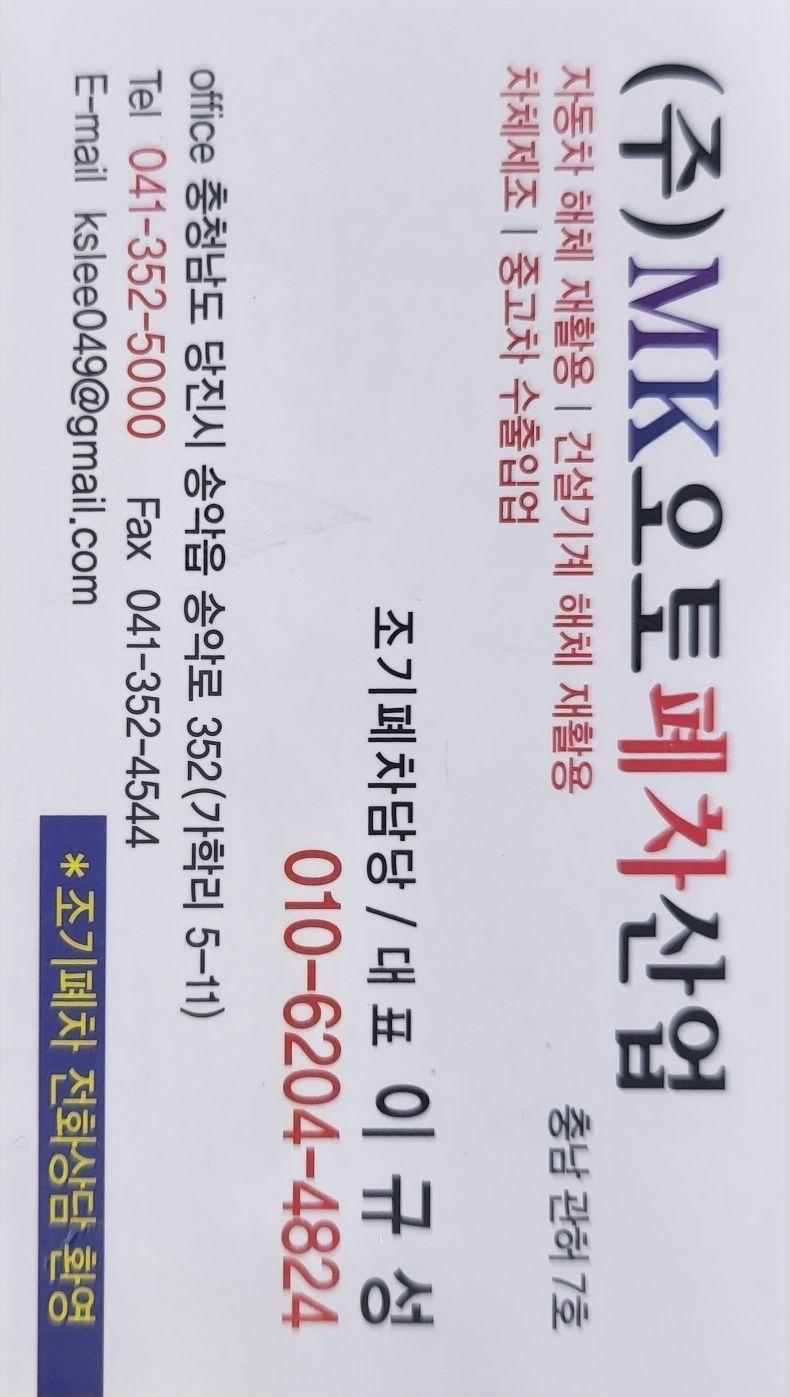 (주)MK오토폐차산업
자동차 해체 재활용 | 건설기계 해체 재활용
충남 관허 7호
차체제조 | 중고차 수출입업
조기폐차담당 / 대 표 이 규 성
010-6204-4824
office 충청남도 당진시 송악읍 송악로 352(가학리 5-11)
Tel 041-352-5000 Fax 041-352-4544
E-mail kslee049@gmail.com
* 조기폐차 전화상담 환영